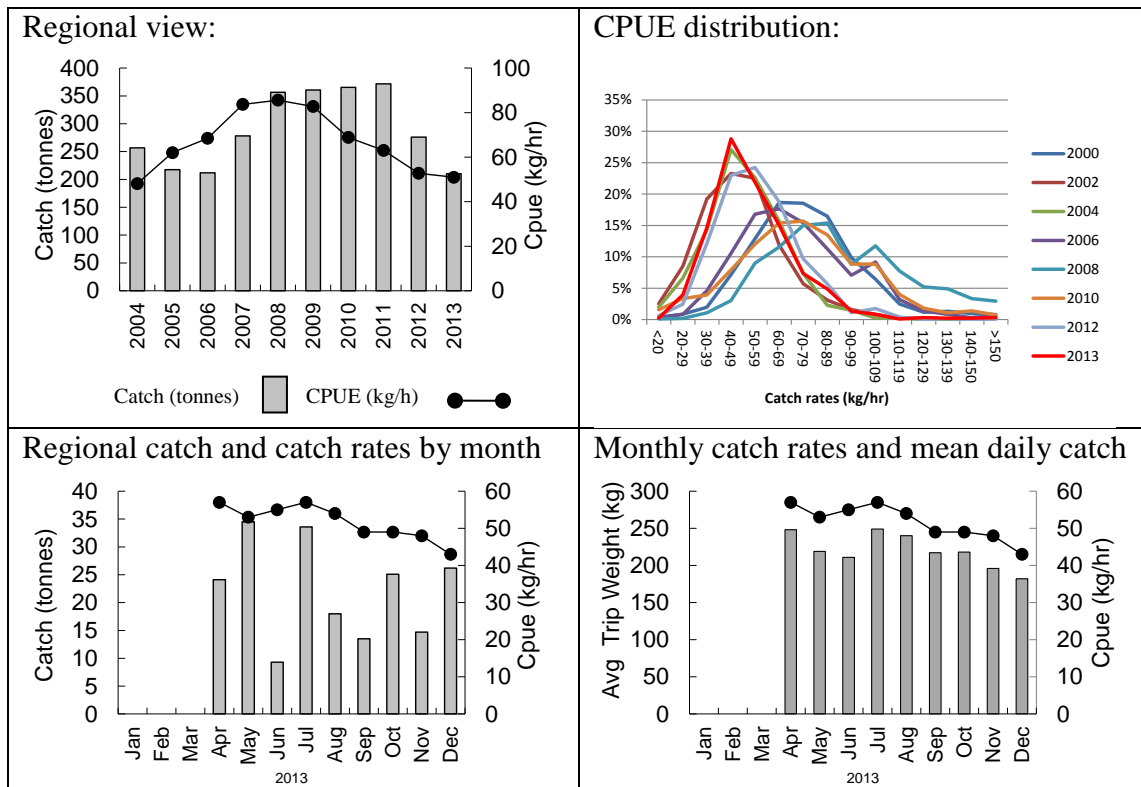 Regional view:
400
350
300
250
200
150
100
50
0
Catch (tonnes)
100
80
60
40
20
0
Cpue (kg/hr)
2004
2005
2006
2007
2008
2009
2010
2011
2012
2013
Catch (tonnes)
CPUE (kg/h)
CPUE distribution:
35%
30%
25%
20%
15%
10%
5%
0%
<20
20-29
30-39
40-49
50-59
60-69
70-79
80-89
90-99
100-109
110-119
120-129
130-139
140-150
>150
Catch rates (kg/hr)
2000
2002
2004
2006
2008
2010
2012
2013
Regional catch and catch rates by month
40
35
30
25
20
15
10
5
0
Catch (tonnes)
60
50
40
30
20
10
0
Cpue (kg/hr)
Jan
Feb
Mar
Apr
May
Jun
Jul
Aug
Sep
Oct
Nov
Dec
2013
Monthly catch rates and mean daily catch
300
250
200
150
100
50
0
Avg Trip Weight (kg)
60
50
40
30
20
10
0
Cpue (kg/hr)
Jan
Feb
Mar
Apr
May
Jun
Jul
Aug
Sep
Oct
Nov
Dec
2013